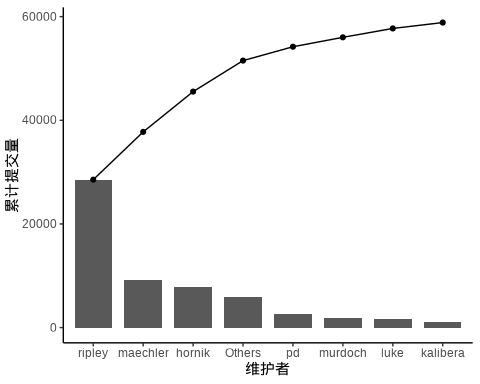 60000
40000
20000
0
累计提交量
ripley maechler hornik Others pd murdoch luke kalibera
维护者